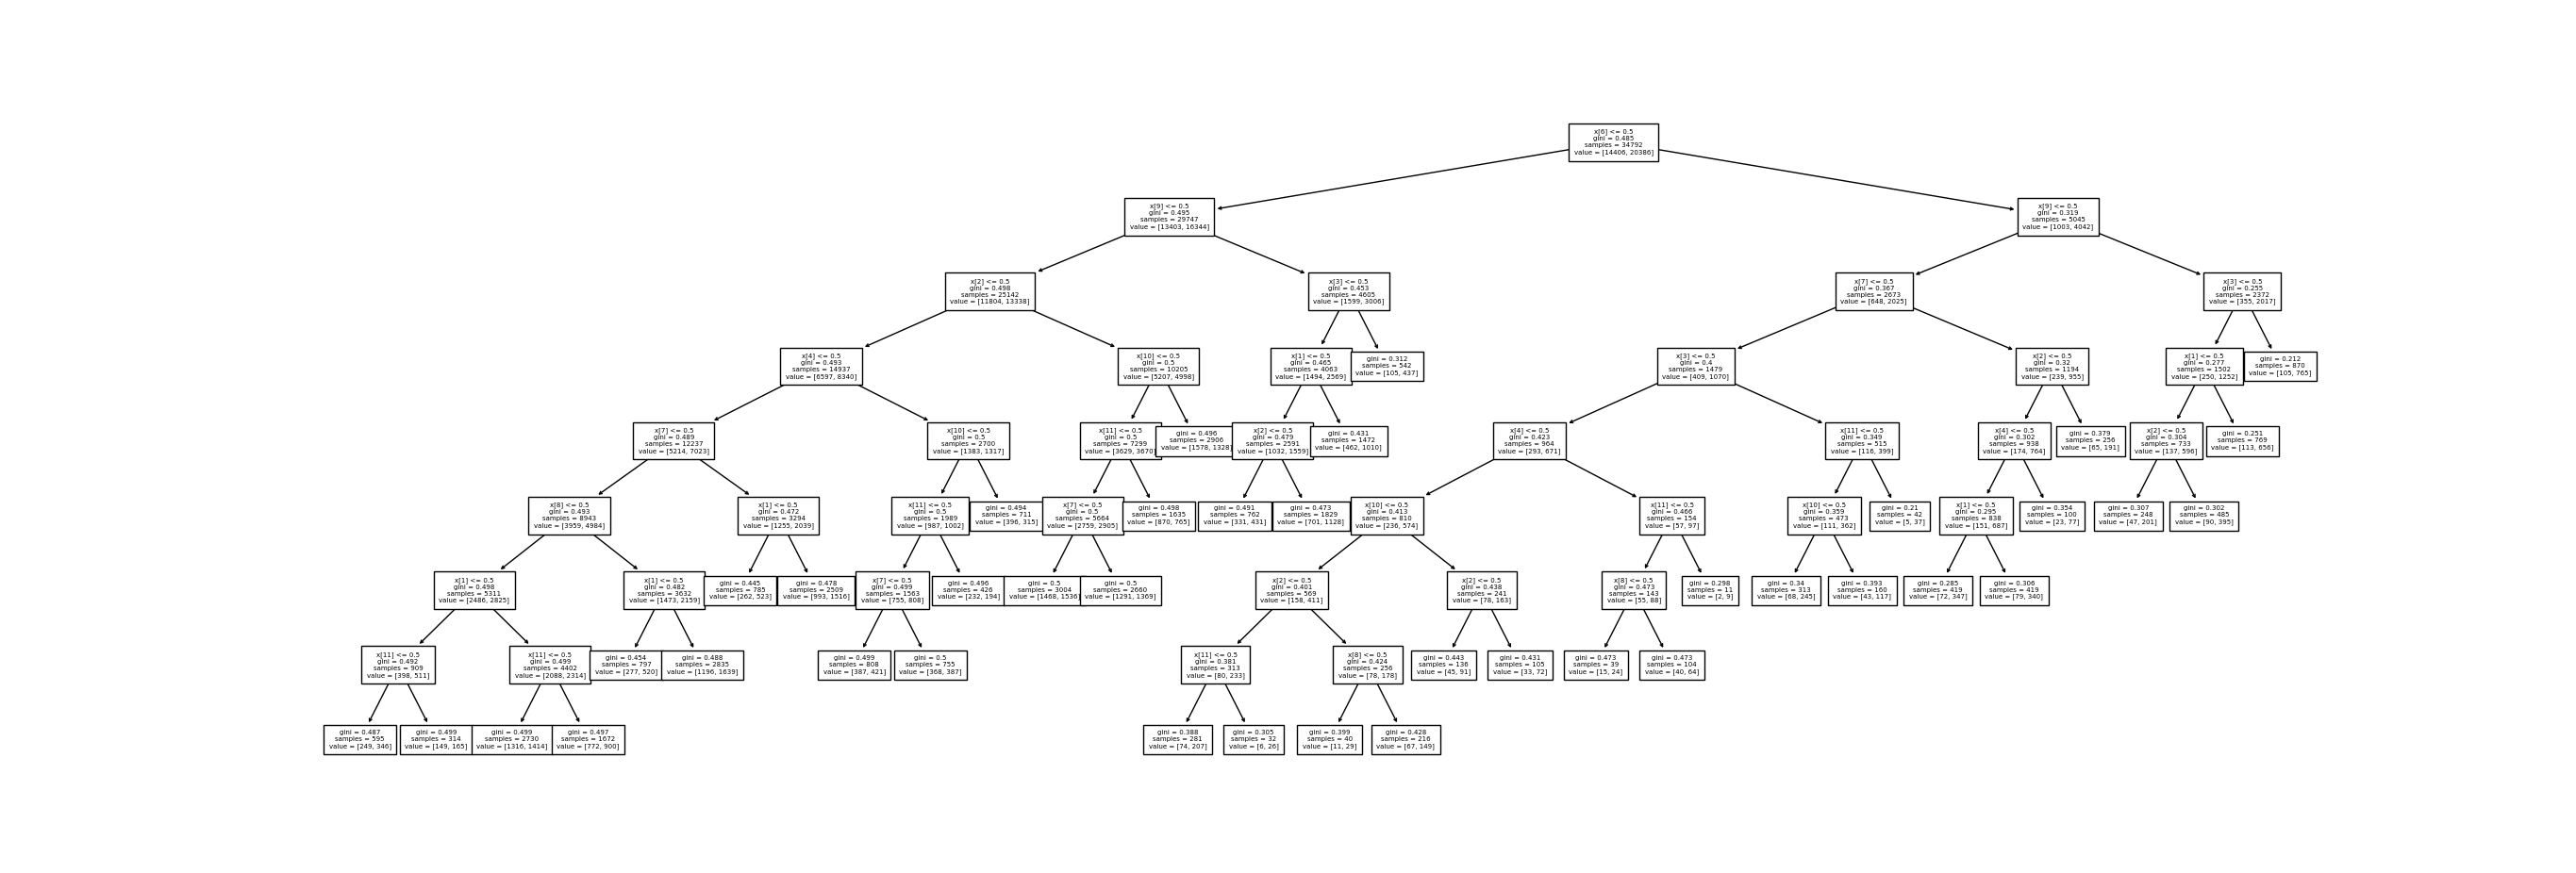 x[6] <= 0.5
gini = 0.485
samples = 34792
value = [14406, 20386]
x[9] <= 0.5
gini = 0.495
samples = 29747
value = [13403, 16344]
x[9] <= 0.5
gini = 0.319
samples = 5045
value = [1003, 4042]
x[2] <= 0.5
gini = 0.498
samples = 25142
value = [11804, 13338]
x[3] <= 0.5
gini = 0.453
samples = 4605
value = [1599, 3006]
x[7] <= 0.5
gini = 0.367
samples = 2673
value = [648, 2025]
x[3] <= 0.5
gini = 0.255
samples = 2372
value = [355, 2017]
x[4] <= 0.5
gini = 0.493
samples = 14937
value = [6597, 8340]
x[10] <= 0.5
gini = 0.5
samples = 10205
value = [5207, 4998]
x[1] <= 0.5
gini = 0.465
samples = 4063
value = [1494, 2569]
gini = 0.312
samples = 542
value = [105, 437]
x[3] <= 0.5
gini = 0.4
samples = 1479
value = [409, 1070]
x[2] <= 0.5
gini = 0.32
samples = 1194
value = [239, 955]
x[1] <= 0.5
gini = 0.277
samples = 1502
value = [250, 1252]
gini = 0.212
samples = 870
value = [105, 765]
x[7] <= 0.5
gini = 0.489
samples = 12237
value = [5214, 7023]
x[10] <= 0.5
gini = 0.5
samples = 2700
value = [1383, 1317]
x[11] <= 0.5
gini = 0.5
samples = 7299
value = [3629, 3670]
gini = 0.496
samples = 2906
value = [1578, 1328]
x[2] <= 0.5
gini = 0.479
samples = 2591
value = [1032, 1559]
gini = 0.431
samples = 1472
value = [462, 1010]
x[4] <= 0.5
gini = 0.423
samples = 964
value = [293, 671]
x[11] <= 0.5
gini = 0.349
samples = 515
value = [116, 399]
x[4] <= 0.5
gini = 0.302
samples = 938
value = [174, 764]
gini = 0.379
samples = 256
value = [65, 191]
x[2] <= 0.5
gini = 0.304
samples = 733
value = [137, 596]
gini = 0.251
samples = 769
value = [113, 656]
x[8] <= 0.5
gini = 0.493
samples = 8943
value = [3959, 4984]
x[1] <= 0.5
gini = 0.472
samples = 3294
value = [1255, 2039]
x[11] <= 0.5
gini = 0.5
samples = 1989
value = [987, 1002]
gini = 0.494
samples = 711
value = [396, 315]
x[7] <= 0.5
gini = 0.5
samples = 5664
value = [2759, 2905]
gini = 0.498
samples = 1635
value = [870, 765]
gini = 0.491
samples = 762
value = [331, 431]
gini = 0.473
samples = 1829
value = [701, 1128]
x[10] <= 0.5
gini = 0.413
samples = 810
value = [236, 574]
x[11] <= 0.5
gini = 0.466
samples = 154
value = [57, 97]
x[10] <= 0.5
gini = 0.359
samples = 473
value = [111, 362]
gini = 0.21
samples = 42
value = [5, 37]
x[1] <= 0.5
gini = 0.295
samples = 838
value = [151, 687]
gini = 0.354
samples = 100
value = [23, 77]
gini = 0.307
samples = 248
value = [47, 201]
gini = 0.302
samples = 485
value = [90, 395]
x[1] <= 0.5
gini = 0.498
samples = 5311
value = [2486, 2825]
x[1] <= 0.5
gini = 0.482
samples = 3632
value = [1473, 2159]
gini = 0.445
samples = 785
value = [262, 523]
gini = 0.478
samples = 2509
value = [993, 1516]
x[7] <= 0.5
gini = 0.499
samples = 1563
value = [755, 808]
gini = 0.496
samples = 426
value = [232, 194]
gini = 0.5
samples = 3004
value = [1468, 1536]
gini = 0.5
samples = 2660
value = [1291, 1369]
x[2] <= 0.5
gini = 0.401
samples = 569
value = [158, 411]
x[2] <= 0.5
gini = 0.438
samples = 241
value = [78, 163]
x[8] <= 0.5
gini = 0.473
samples = 143
value = [55, 88]
gini = 0.298
samples = 11
value = [2, 9]
gini = 0.34
samples = 313
value = [68, 245]
gini = 0.393
samples = 160
value = [43, 117]
gini = 0.285
samples = 419
value = [72, 347]
gini = 0.306
samples = 419
value = [79, 340]
x[11] <= 0.5
gini = 0.492
samples = 909
value = [398, 511]
x[11] <= 0.5
gini = 0.499
samples = 4402
value = [2088, 2314]
gini = 0.454
samples = 797
value = [277, 520]
gini = 0.488
samples = 2835
value = [1196, 1639]
gini = 0.499
samples = 808
value = [387, 421]
gini = 0.5
samples = 755
value = [368, 387]
x[11] <= 0.5
gini = 0.381
samples = 313
value = [80, 233]
x[8] <= 0.5
gini = 0.424
samples = 256
value = [78, 178]
gini = 0.443
samples = 136
value = [45, 91]
gini = 0.431
samples = 105
value = [33, 72]
gini = 0.473
samples = 39
value = [15, 24]
gini = 0.473
samples = 104
value = [40, 64]
gini = 0.487
samples = 595
value = [249, 346]
gini = 0.499
samples = 314
value = [149, 165]
gini = 0.499
samples = 2730
value = [1316, 1414]
gini = 0.497
samples = 1672
value = [772, 900]
gini = 0.388
samples = 281
value = [74, 207]
gini = 0.305
samples = 32
value = [6, 26]
gini = 0.399
samples = 40
value = [11, 29]
gini = 0.428
samples = 216
value = [67, 149]